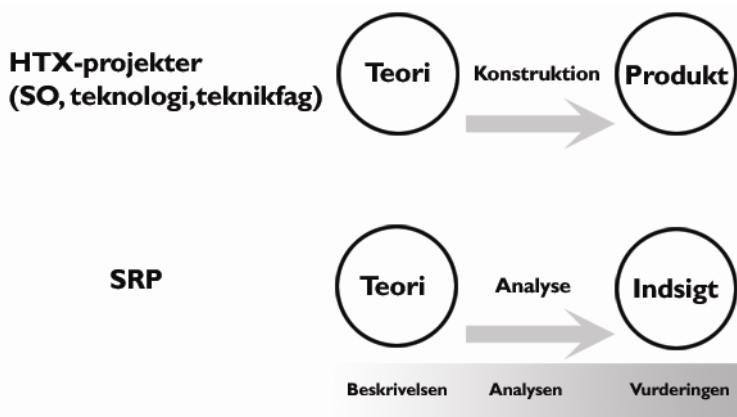 HTX-projekter
(SO, teknologi,teknikfag)
Teori
Konstruktion
Produkt
SRP
Teori
Analyse
Indsigt
Beskrivelsen
Analysen
Vurderingen